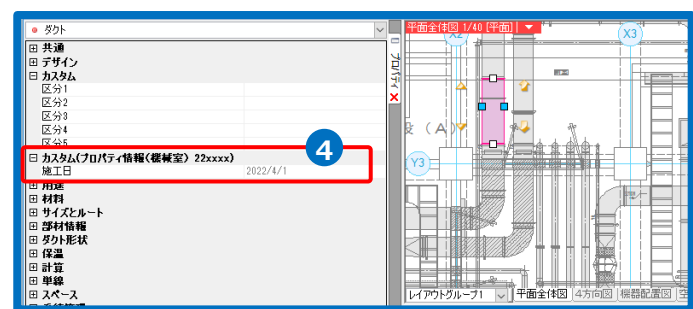 ダクト
共通
デザイン
カスタム
区分1
区分2
区分3
区分4
区分5
カスタム(プロパティ情報(機械室) 22xxxx)
4
施工日 2022/4/1
用途
材料
サイズとルート
部材情報
ダクト形状
保温
計算
単線
スペース
プロパティ
平面全体図 1/40 [平面]
X2
X3
設 (A)
Y3
レイアウトグループ1
平面全体図
4方向図
機器配置図
空